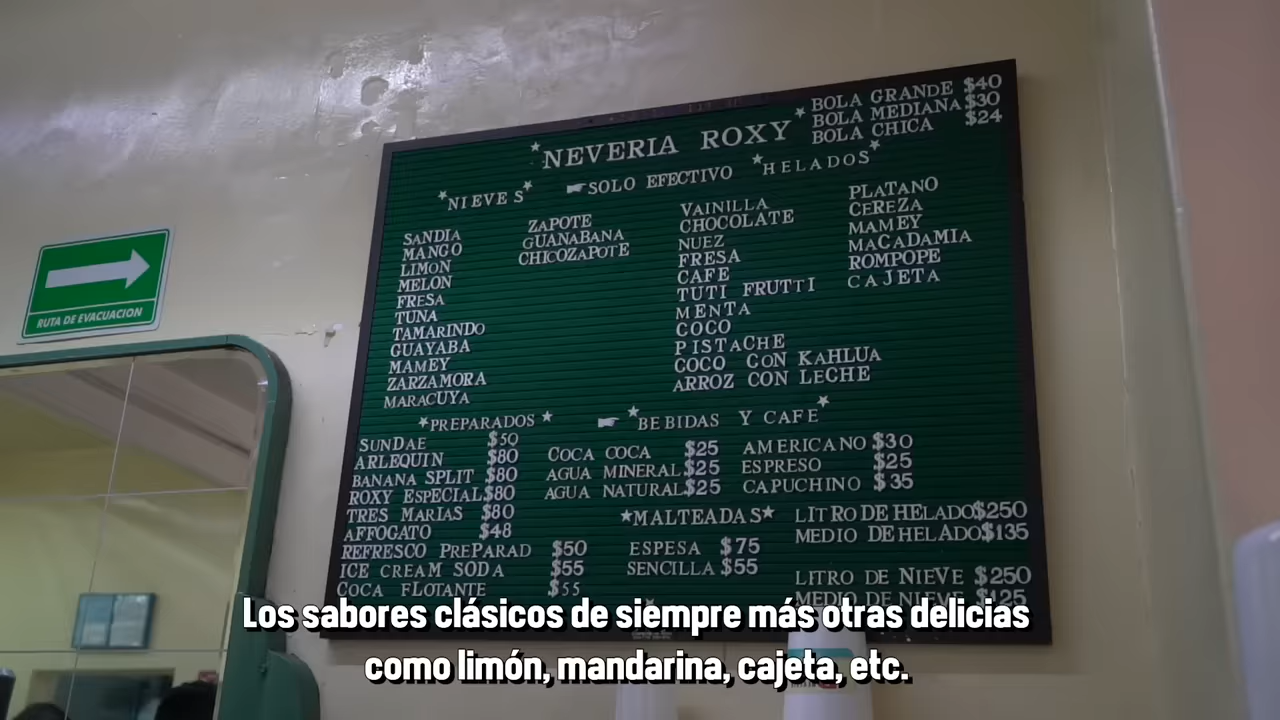 *NEVERIA ROXY*
BOLA GRANDE $40
BOLA MEDIANA $30
BOLA CHICA $24
*NIEVES*
☛SOLO EFECTIVO
*HELADOS*
SANDIA
MANGO
LIMON
MELON
FRESA
TUNA
TAMARINDO
GUAYABA
MAMEY
ZARZAMORA
MARACUYA
ZAPOTE
GUANABANA
CHICOZAPOTE
VAINILLA
CHOCOLATE
NUEZ
FRESA
CAFE
TUTI FRUTTI
MENTA
COCO
PISTACHE
COCO CON KAHLUA
ARROZ CON LECHE
PLATANO
CEREZA
MAMEY
MACADAMIA
ROMPOPE
CAJETA
*PREPARADOS*
SUNDAE $50
ARLEQUIN $80
BANANA SPLIT $80
ROXY ESPECIAL $80
TRES MARIAS $80
AFFOGATO $48
REFRESCO PREPARAD $50
ICE CREAM SODA $55
COCA FLOTANTE $55
☛ *BEBIDAS Y CAFE*
COCA COCA $25
AGUA MINERAL $25
AGUA NATURAL $25
AMERICANO $30
ESPRESO $25
CAPUCHINO $35
*MALTEADAS*
ESPESA $75
SENCILLA $55
LITRO DE HELADO $250
MEDIO DE HELADO $135
LITRO DE NIEVE $250
MEDIO DE NIEVE $125
RUTA DE EVACUACION
Los sabores clásicos de siempre más otras delicias
como limón, mandarina, cajeta, etc.